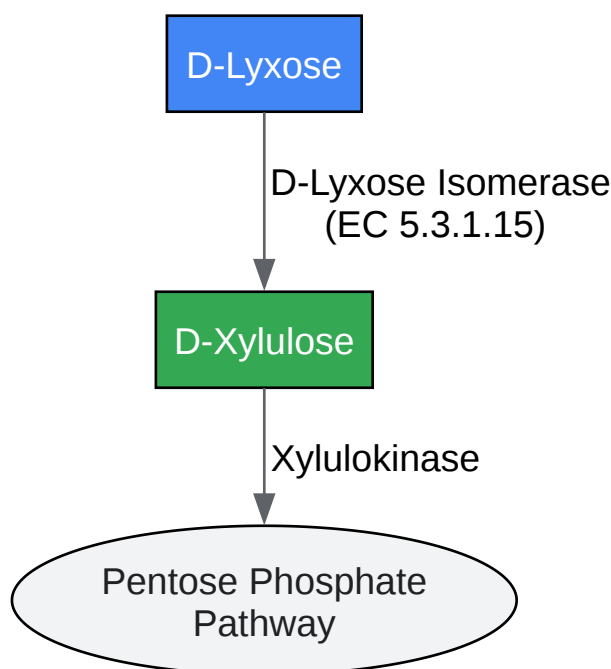 D-Lyxose
D-Lyxose Isomerase
(EC 5.3.1.15)
D-Xylulose
Xylulokinase
Pentose Phosphate
Pathway